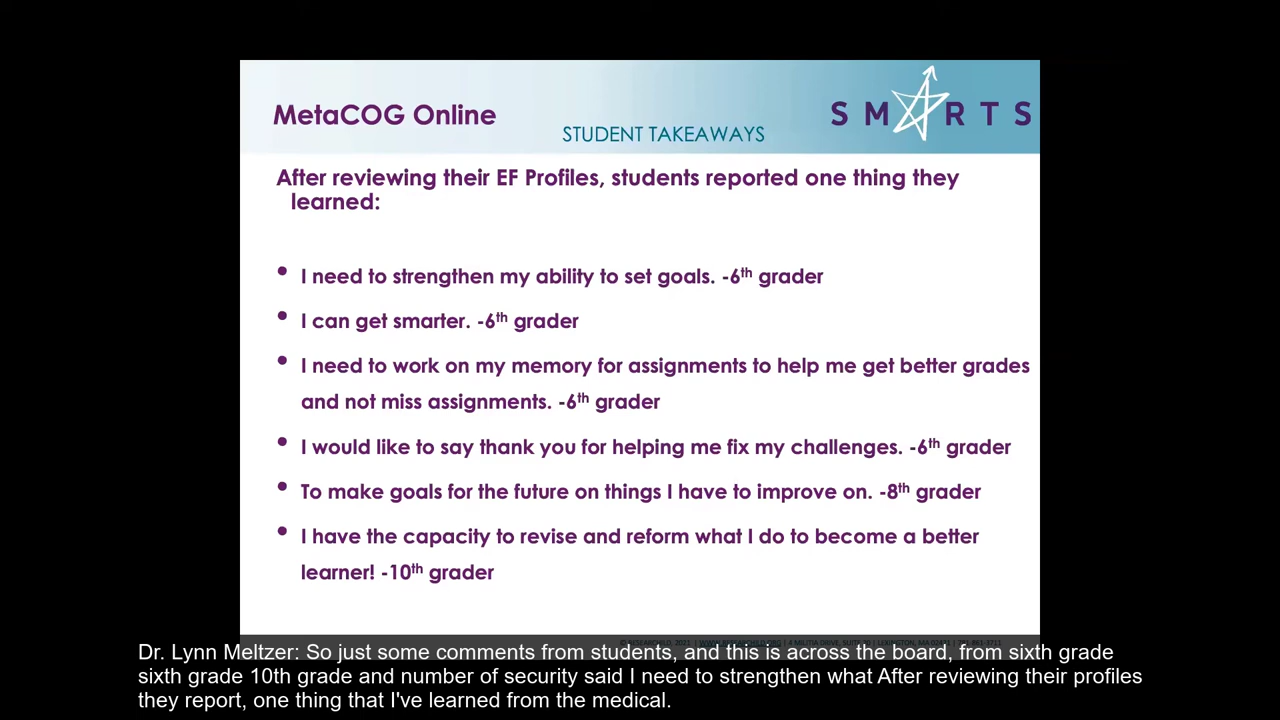 MetaCOG Online
STUDENT TAKEAWAYS
SMARTS
After reviewing their EF Profiles, students reported one thing they
learned:
• I need to strengthen my ability to set goals. -6th grader
• I can get smarter. -6th grader
• I need to work on my memory for assignments to help me get better grades
and not miss assignments. -6th grader
• I would like to say thank you for helping me fix my challenges. -6th grader
• To make goals for the future on things I have to improve on. -8th grader
• I have the capacity to revise and reform what I do to become a better
learner! -10th grader
Dr. Lynn Meltzer: So just some comments from students, and this is across the board, from sixth grade
sixth grade 10th grade and number of security said I need to strengthen what After reviewing their profiles
they report, one thing that I've learned from the medical.